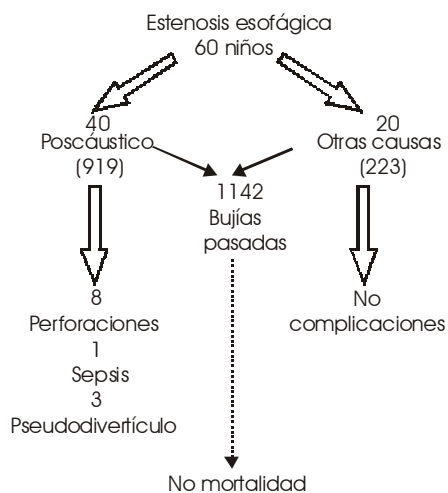 Estenosis esofágica
60 niños
40
Poscáustico
(919)
20
Otras causas
(223)
1142
Bujías
pasadas
8
Perforaciones
1
Sepsis
3
Pseudodivertículo
No
complicaciones
No mortalidad